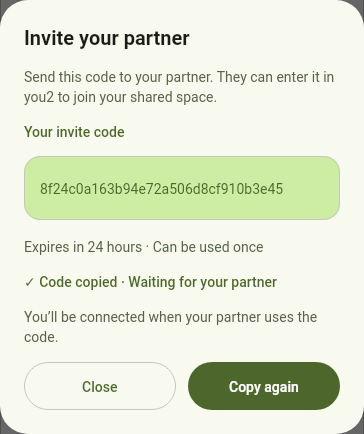 Invite your partner
Send this code to your partner. They can enter it in
you2 to join your shared space.
Your invite code
8f24c0a163b94e72a506d8cf910b3e45
Expires in 24 hours · Can be used once
✓ Code copied · Waiting for your partner
You’ll be connected when your partner uses the
code.
Close
Copy again